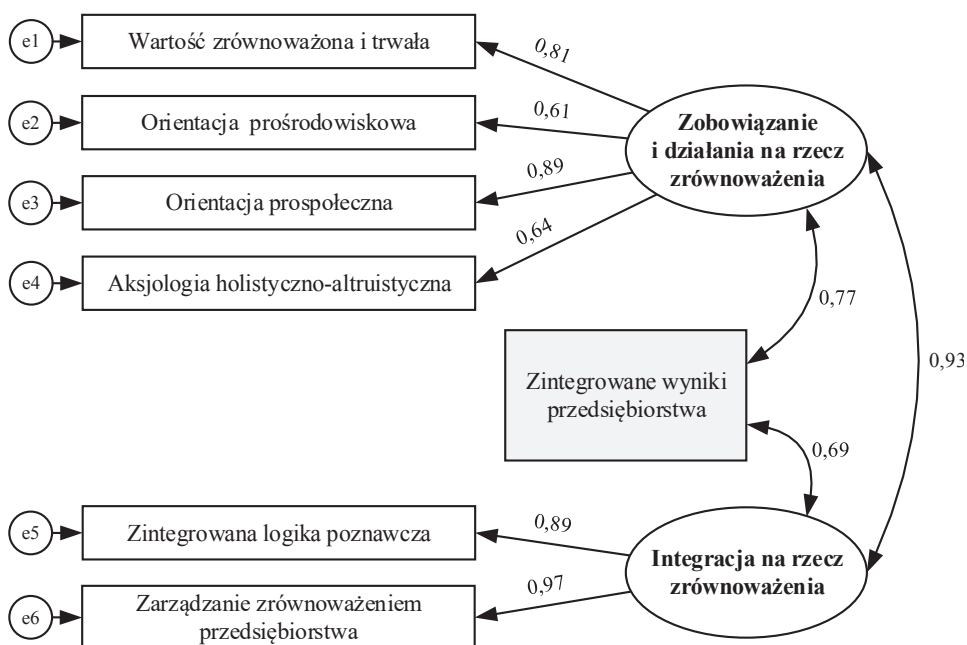 e1
Wartość zrównoważona i trwała
0,81
e2
Orientacja prośrodowiskowa
0,61
Zobowiązanie
i działania na rzecz
zrównoważenia
e3
Orientacja prospołeczna
0,89
e4
Aksjologia holistyczno-altruistyczna
0,64
0,77
Zintegrowane wyniki
przedsiębiorstwa
0,93
0,69
e5
Zintegrowana logika poznawcza
0,89
Integracja na rzecz
zrównoważenia
e6
Zarządzanie zrównoważeniem
przedsiębiorstwa
0,97